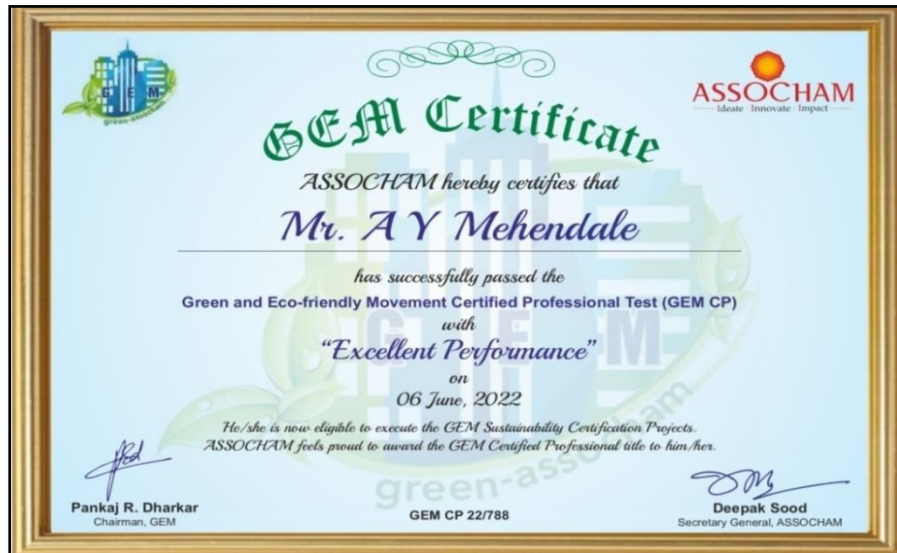 GEM
green-assocham
ASSOCHAM
Ideate Innovate Impact
GEM Certificate
ASSOCHAM hereby certifies that
Mr. A Y Mehendale
has successfully passed the
Green and Eco-friendly Movement Certified Professional Test (GEM CP)
with
"Excellent Performance"
on
06 June, 2022
He/she is now eligible to execute the GEM Sustainability Certification Projects.
ASSOCHAM feels proud to award the GEM Certified Professional title to him/her.
GEM
green-assocham
Pankaj R. Dharkar
Chairman, GEM
GEM CP 22/788
Deepak Sood
Secretary General, ASSOCHAM